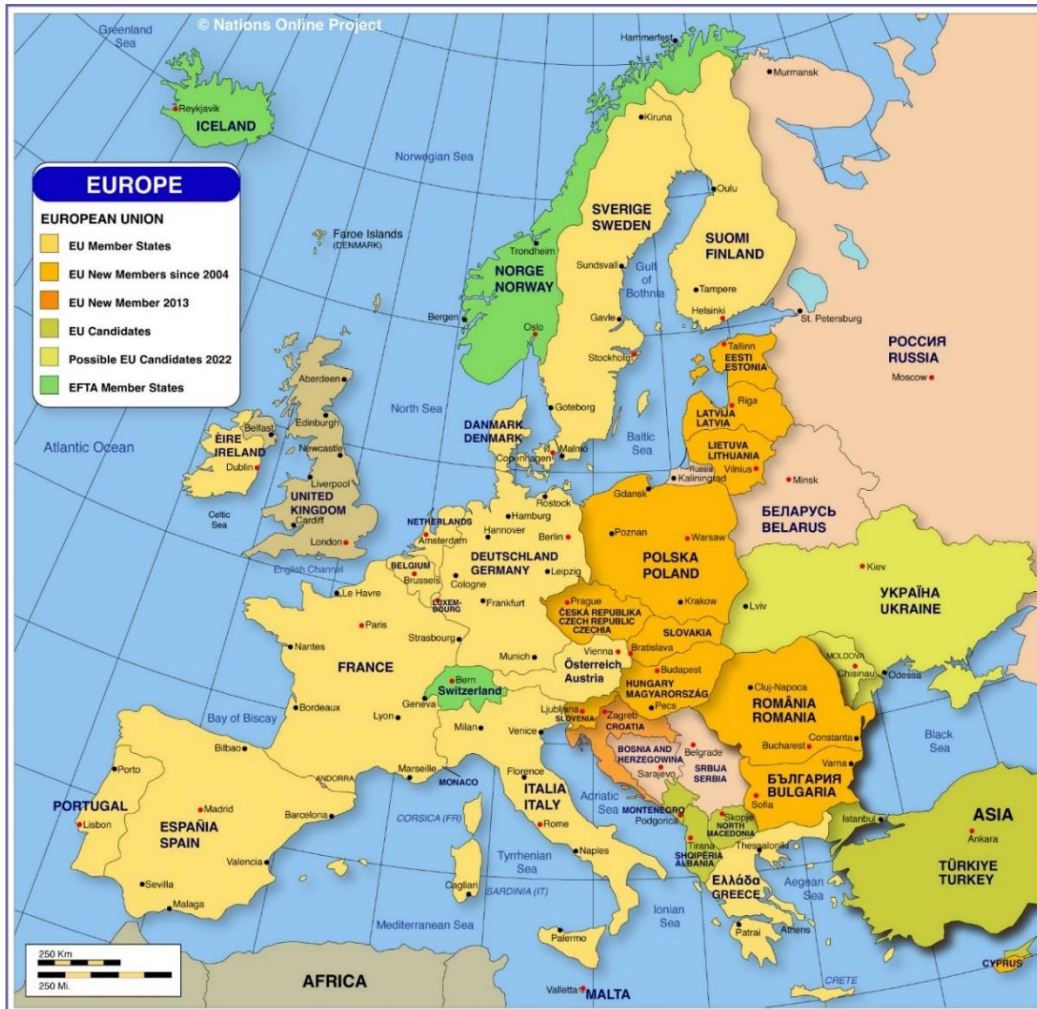 © Nations Online Project
Greenland
Sea
Hammerfest
Murmansk
Reykjavik
ICELAND
Kiruna
Norwegian Sea
EUROPE
EUROPEAN UNION
EU Member States
EU New Members since 2004
EU New Member 2013
EU Candidates
Possible EU Candidates 2022
EFTA Member States
Oulu
SVERIGE
SWEDEN
SUOMI
FINLAND
Faroe Islands
(DENMARK)
Trondheim
NORGE
NORWAY
Sundsvall
Gulf
of
Bothnia
Tampere
Helsinki
Bergen
Oslo
Gavle
St. Petersburg
Stockholm
Tallinn
EESTI
ESTONIA
РОССИЯ
RUSSIA
Moscow
Aberdeen
North Sea
Goteborg
Riga
LATVIJA
LATVIA
Edinburgh
DANMARK
DENMARK
Baltic
Sea
Atlantic Ocean
Belfast
ÈIRE
IRELAND
Newcastle
Copenhagen
Malmö
LIETUVA
LITHUANIA
Vilnius
Dublin
Liverpool
Russia
Kaliningrad
Minsk
UNITED
KINGDOM
Gdansk
Rostock
БЕЛАРУСЬ
BELARUS
Celtic
Sea
Cardiff
NETHERLANDS
Hamburg
Hannover
London
Amsterdam
Berlin
Poznan
Warsaw
English Channel
BELGIUM
Brussels
DEUTSCHLAND
GERMANY
Leipzig
POLSKA
POLAND
Kiev
Cologne
Le Havre
LUXEM-
BOURG
Frankfurt
Prague
Krakow
Lviv
УКРАЇНА
UKRAINE
ČESKÁ REPUBLIKA
CZECH REPUBLIC
CZECHIA
Paris
SLOVAKIA
Strasbourg
Nantes
Munich
Vienna
Bratislava
Österreich
Austria
MOLDOVA
Chisinau
Odessa
FRANCE
Bern
Switzerland
Budapest
HUNGARY
MAGYARORSZÁG
Cluj-Napoca
Geneva
Bordeaux
Lyon
Milan
Venice
Ljubljana
SLOVENIA
Zagreb
CROATIA
Pecs
ROMÂNIA
ROMANIA
Bay of Biscay
Bilbao
BOSNIA AND
HERZEGOWINA
Sarajevo
Belgrade
SRBIJA
SERBIA
Bucharest
Constanta
Black
Sea
Varna
Porto
ANDORRA
Marseille
MONACO
Florence
ITALIA
ITALY
Adriatic
Sea
БЪЛГАРИЯ
BULGARIA
Sofia
PORTUGAL
Lisbon
Madrid
Barcelona
CORSICA (FR)
Rome
MONTENEGRO
Podgorica
Skopje
NORTH
MACEDONIA
Istanbul
ASIA
Ankara
ESPAÑIA
SPAIN
Tirana
SHQIPËRIA
ALBANIA
Thessaloniki
Valencia
Tyrrhenian
Sea
Naples
TÜRKIYE
TURKEY
Sevilla
Cagliari
SARDINIA (IT)
Ελλάδα
GREECE
Aegean
Sea
Malaga
Mediterranean Sea
Ionian
Sea
Patrai
Athens
Palermo
250 Km
250 Mi.
AFRICA
Valletta
MALTA
CRETE
CYPRUS